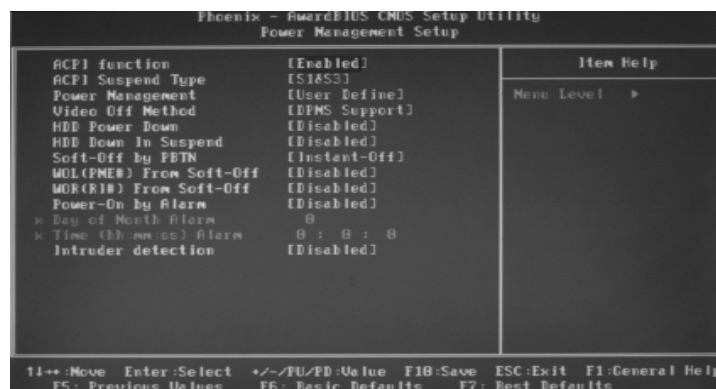 Phoenix - AwardBIOS CMOS Setup Utility
Power Management Setup
ACPI function [Enabled]
ACPI Suspend Type [S1&S3]
Power Management [User Define]
Video Off Method [DPMS Support]
HDD Power Down [Disabled]
HDD Down In Suspend [Disabled]
Soft-Off by PBTN [Instant-Off]
WOL(PME#) From Soft-Off [Disabled]
WOR(RI#) From Soft-Off [Disabled]
Power-On by Alarm [Disabled]
x Day of Month Alarm 0
x Time (hh:mm:ss) Alarm 0 : 0 : 0
Intruder detection [Disabled]
Item Help
Menu Level ▶
↑↓→←:Move Enter:Select +/-/PU/PD:Value F10:Save ESC:Exit F1:General Help
F5: Previous Values F6: Basic Defaults F7: Best Defaults